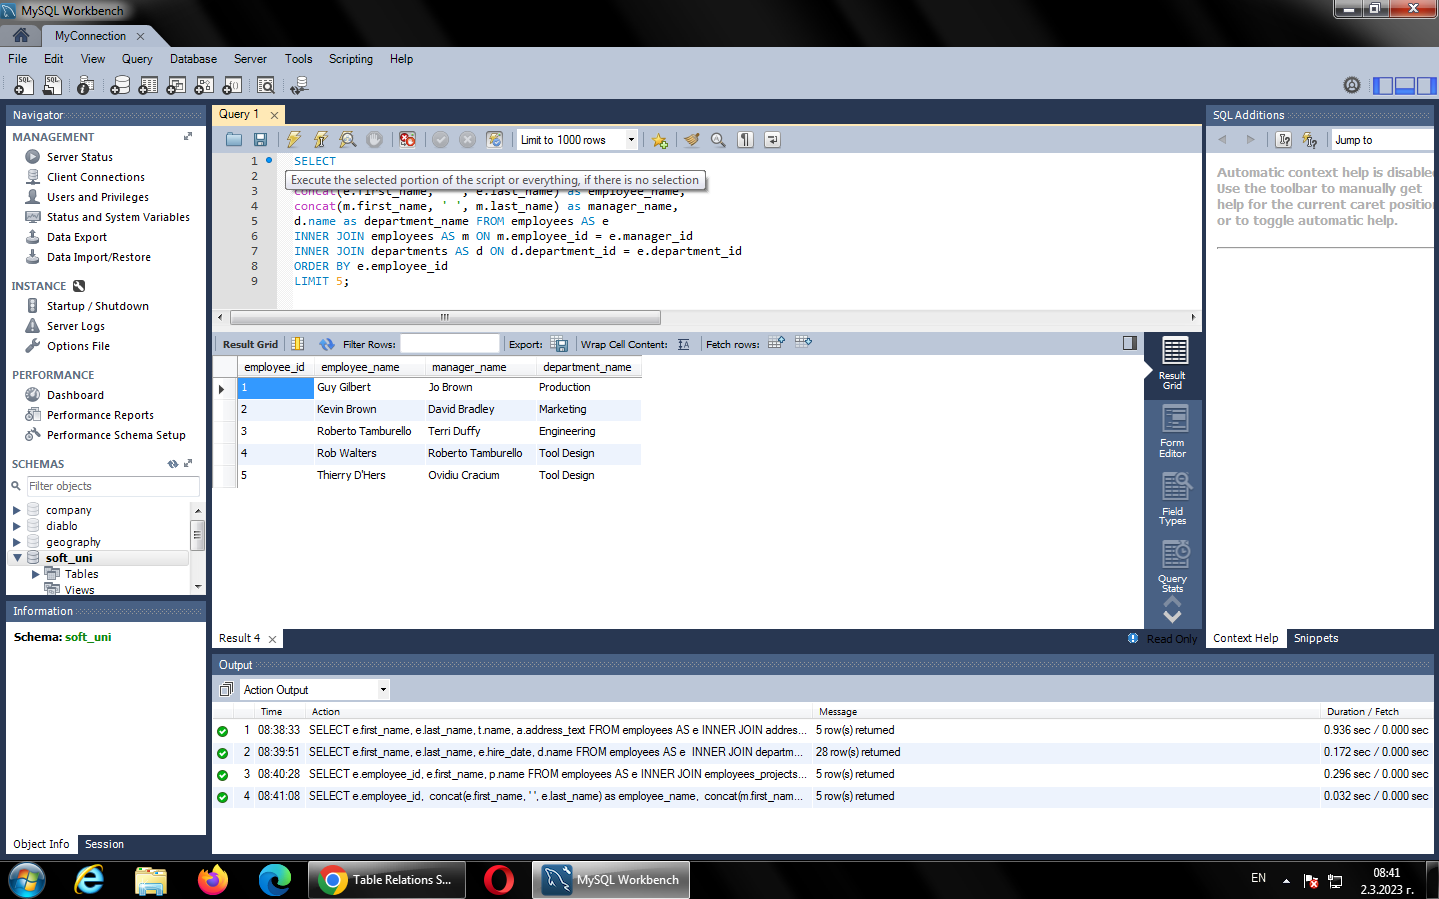 MySQL Workbench
MyConnection
File Edit View Query Database Server Tools Scripting Help
Navigator
MANAGEMENT
Server Status
Client Connections
Users and Privileges
Status and System Variables
Data Export
Data Import/Restore
INSTANCE
Startup / Shutdown
Server Logs
Options File
PERFORMANCE
Dashboard
Performance Reports
Performance Schema Setup
SCHEMAS
Filter objects
company
diablo
geography
soft_uni
Tables
Views
Information
Schema: soft_uni
Object Info Session
Query 1
Limit to 1000 rows
1 SELECT
2
Execute the selected portion of the script or everything, if there is no selection
3 concat(e.first_name, ' ', e.last_name) as employee_name,
4 concat(m.first_name, ' ', m.last_name) as manager_name,
5 d.name as department_name FROM employees AS e
6 INNER JOIN employees AS m ON m.employee_id = e.manager_id
7 INNER JOIN departments AS d ON d.department_id = e.department_id
8 ORDER BY e.employee_id
9 LIMIT 5;
Result Grid Filter Rows: Export: Wrap Cell Content: Fetch rows:
employee_id employee_name manager_name department_name
1 Guy Gilbert Jo Brown Production
2 Kevin Brown David Bradley Marketing
3 Roberto Tamburello Terri Duffy Engineering
4 Rob Walters Roberto Tamburello Tool Design
5 Thierry D'Hers Ovidiu Cracium Tool Design
Result
Grid
Form
Editor
Field
Types
Query
Stats
Result 4
Read Only
SQL Additions
Jump to
Automatic context help is disabled
Use the toolbar to manually get
help for the current caret position
or to toggle automatic help.
Context Help Snippets
Output
Action Output
Time Action Message Duration / Fetch
1 08:38:33 SELECT e.first_name, e.last_name, t.name, a.address_text FROM employees AS e INNER JOIN addres... 5 row(s) returned 0.936 sec / 0.000 sec
2 08:39:51 SELECT e.first_name, e.last_name, e.hire_date, d.name FROM employees AS e INNER JOIN departm... 28 row(s) returned 0.172 sec / 0.000 sec
3 08:40:28 SELECT e.employee_id, e.first_name, p.name FROM employees AS e INNER JOIN employees_projects... 5 row(s) returned 0.296 sec / 0.000 sec
4 08:41:08 SELECT e.employee_id, concat(e.first_name, ' ', e.last_name) as employee_name, concat(m.first_nam... 5 row(s) returned 0.032 sec / 0.000 sec
Table Relations S...
MySQL Workbench
EN
08:41
2.3.2023 г.